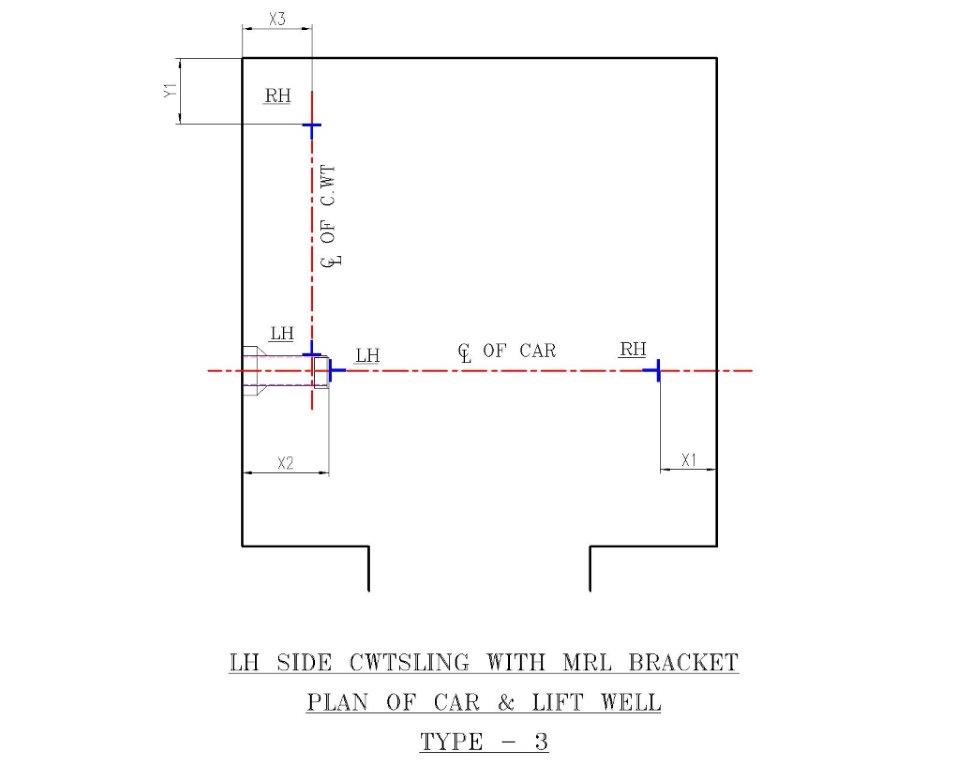 X3
Y1
RH
℄ OF C.WT
LH
LH
℄ OF CAR
RH
X2
X1
LH SIDE CWTSLING WITH MRL BRACKET
PLAN OF CAR & LIFT WELL
TYPE - 3